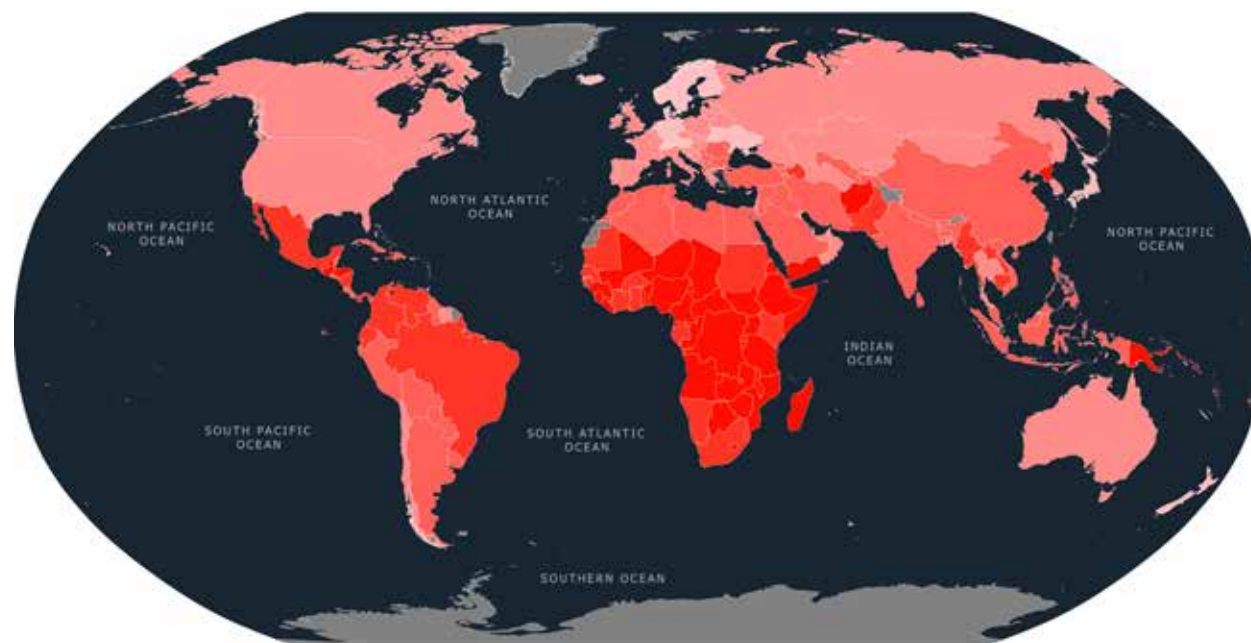 NORTH ATLANTIC
OCEAN
NORTH PACIFIC
OCEAN
NORTH PACIFIC
OCEAN
INDIAN
OCEAN
SOUTH PACIFIC
OCEAN
SOUTH ATLANTIC
OCEAN
SOUTHERN OCEAN